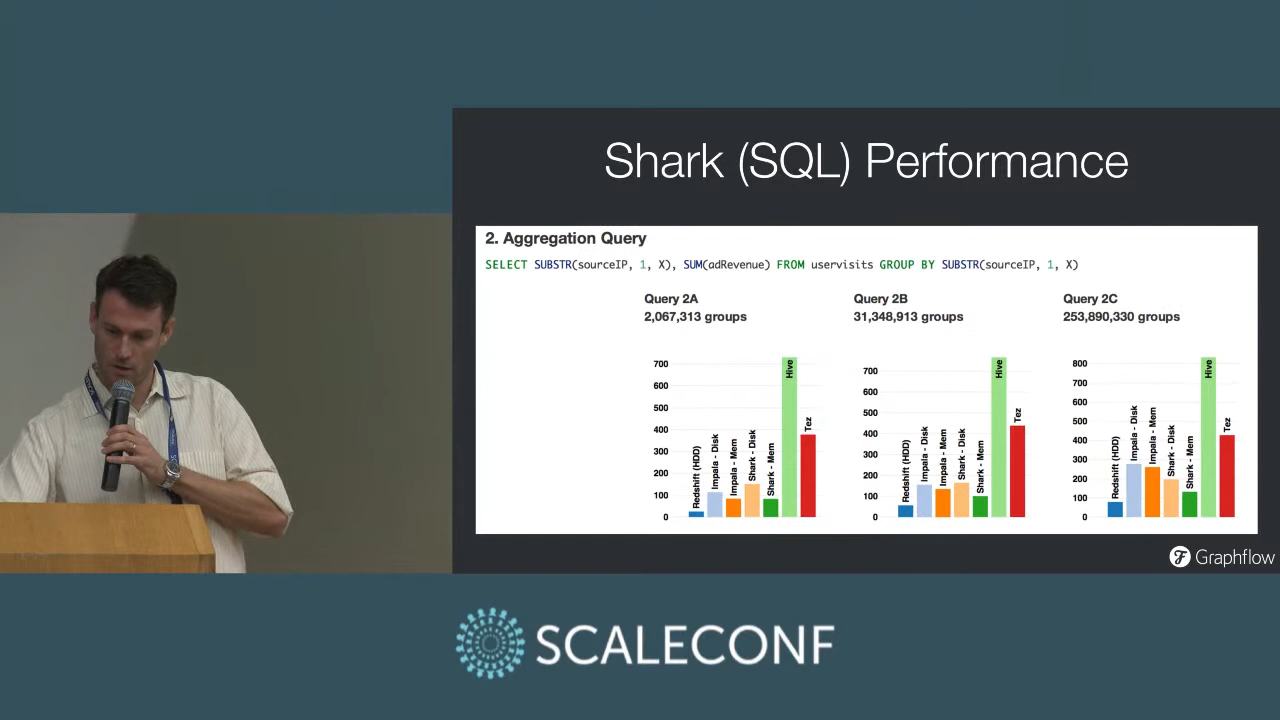 Shark (SQL) Performance
2. Aggregation Query
SELECT SUBSTR(sourceIP, 1, X), SUM(adRevenue) FROM uservisits GROUP BY SUBSTR(sourceIP, 1, X)
Query 2A
2,067,313 groups
700
600
500
400
300
200
100
0
Redshift (HDD)
Impala - Disk
Impala - Mem
Shark - Disk
Shark - Mem
Hive
Tez
Query 2B
31,348,913 groups
700
600
500
400
300
200
100
0
Redshift (HDD)
Impala - Disk
Impala - Mem
Shark - Disk
Shark - Mem
Hive
Tez
Query 2C
253,890,330 groups
800
700
600
500
400
300
200
100
0
Redshift (HDD)
Impala - Disk
Impala - Mem
Shark - Disk
Shark - Mem
Hive
Tez
Graphflow
SCALECONF